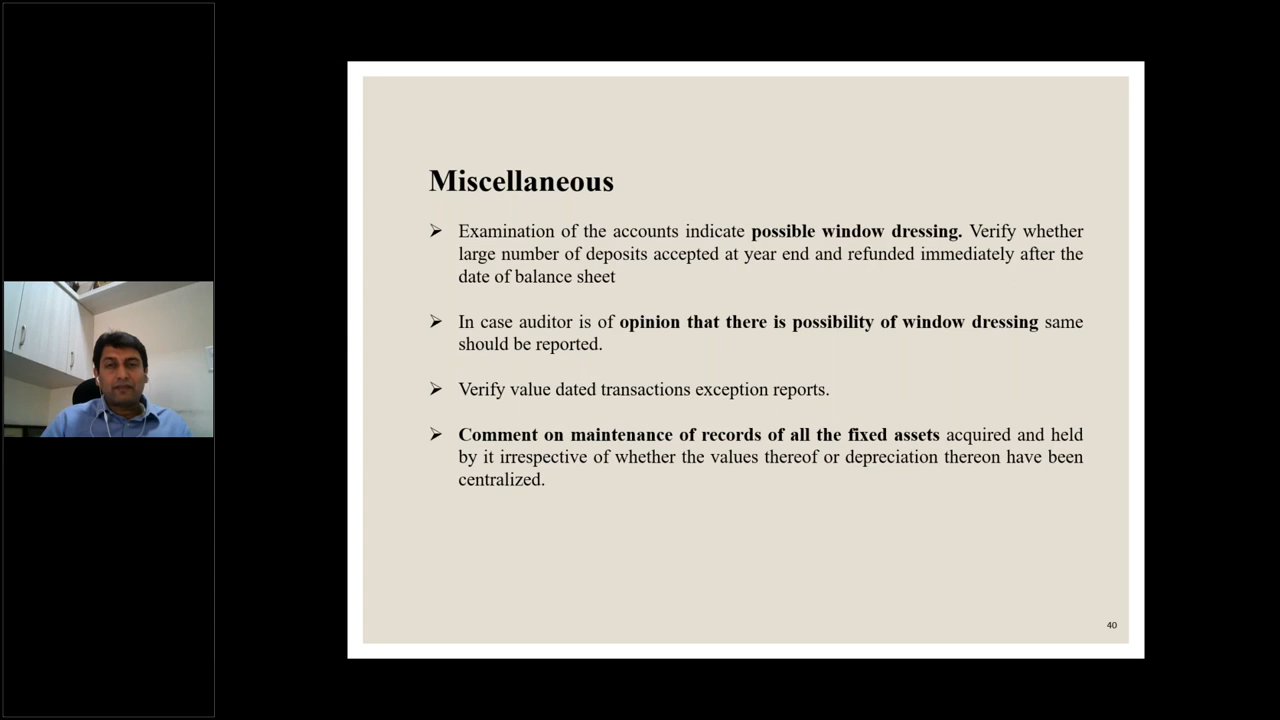 Miscellaneous
➢ Examination of the accounts indicate possible window dressing. Verify whether
large number of deposits accepted at year end and refunded immediately after the
date of balance sheet
➢ In case auditor is of opinion that there is possibility of window dressing same
should be reported.
➢ Verify value dated transactions exception reports.
➢ Comment on maintenance of records of all the fixed assets acquired and held
by it irrespective of whether the values thereof or depreciation thereon have been
centralized.
40